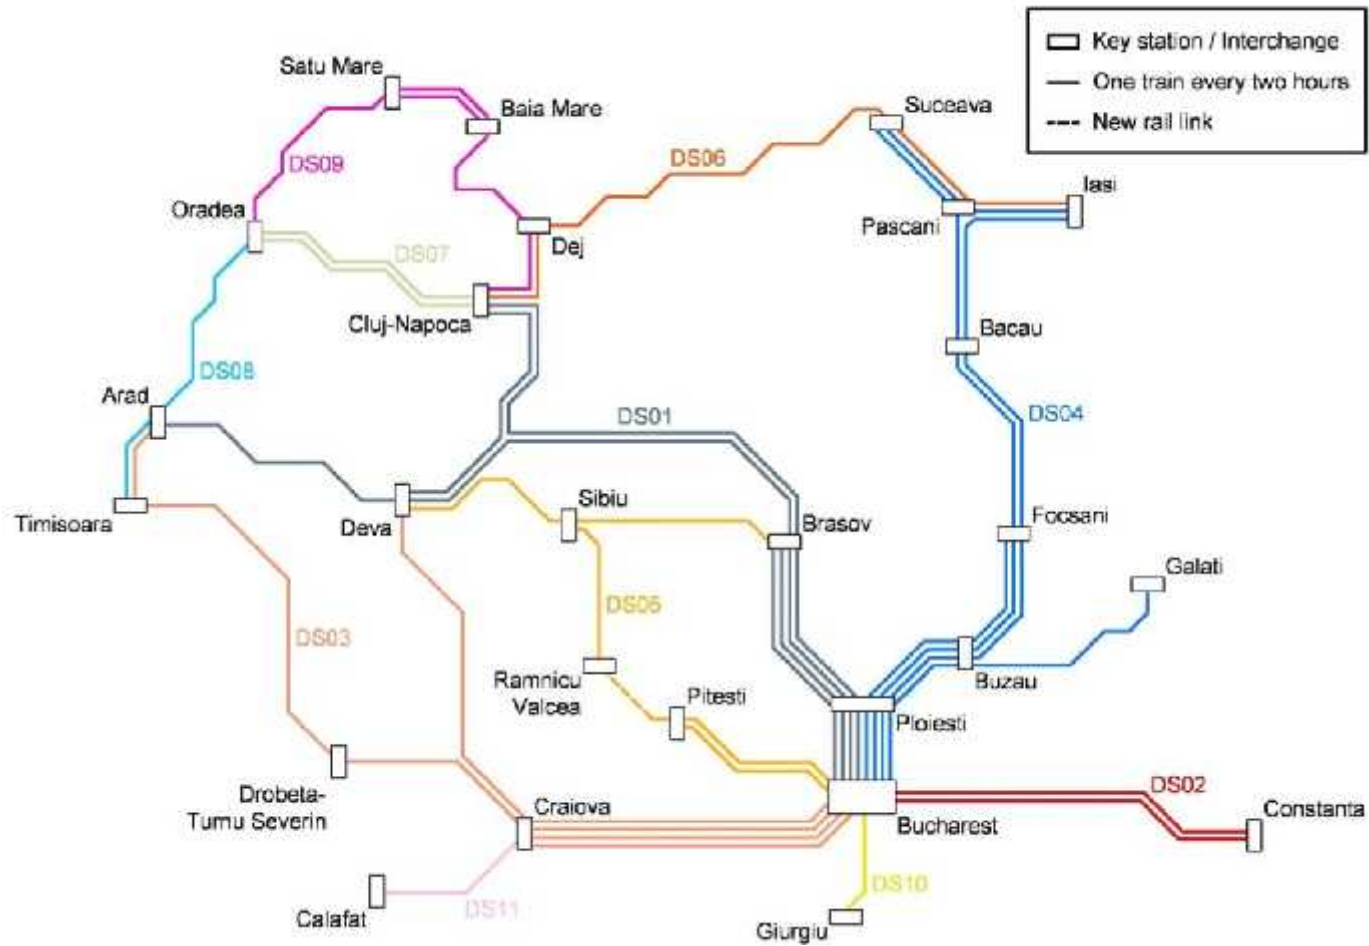 Key station / Interchange
One train every two hours
New rail link
Satu Mare
Baia Mare
Suceava
DS09
DS06
Iasi
Oradea
Pascani
Dej
DS07
Cluj-Napoca
Bacau
DS08
Arad
DS01
DS04
Sibiu
Timisoara
Deva
Brasov
Focsani
Galati
DS05
DS03
Ramnicu
Valcea
Pitesti
Buzau
Ploiesti
Drobeta-
Turnu Severin
Craiova
DS02
Bucharest
Constanta
DS10
Calafat
DS11
Giurgiu